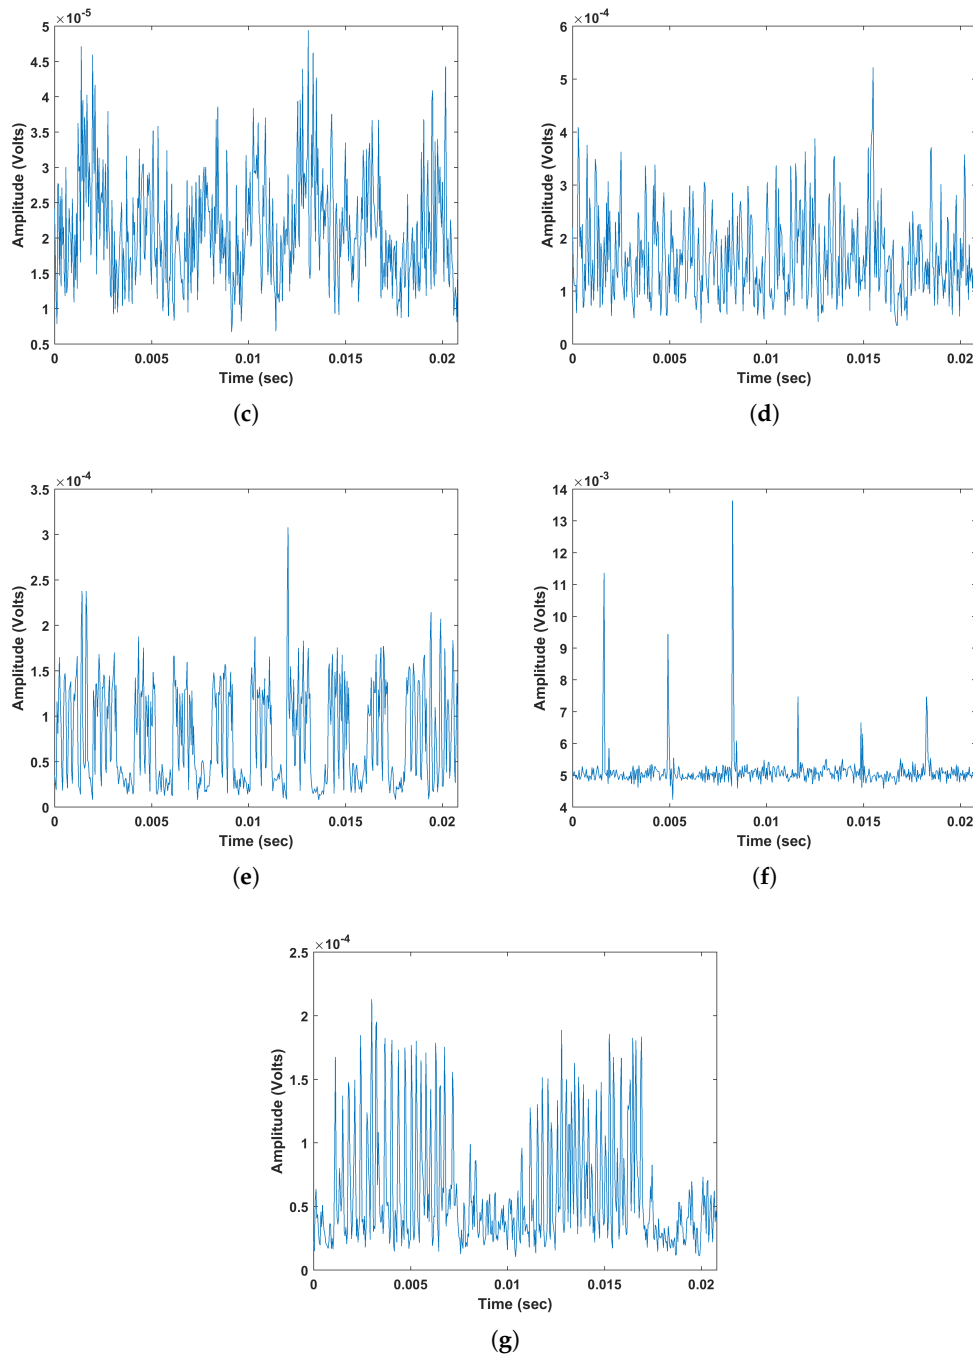 ×10-5
5
4.5
4
3.5
3
2.5
2
1.5
1
0.5
Amplitude (Volts)
0 0.005 0.01 0.015 0.02
Time (sec)
(c)
×10-4
6
5
4
3
2
1
0
Amplitude (Volts)
0 0.005 0.01 0.015 0.02
Time (sec)
(d)
×10-4
3.5
3
2.5
2
1.5
1
0.5
0
Amplitude (Volts)
0 0.005 0.01 0.015 0.02
Time (sec)
(e)
×10-3
14
13
12
11
10
9
8
7
6
5
4
Amplitude (Volts)
0 0.005 0.01 0.015 0.02
Time (sec)
(f)
×10-4
2.5
2
1.5
1
0.5
0
Amplitude (Volts)
0 0.005 0.01 0.015 0.02
Time (sec)
(g)